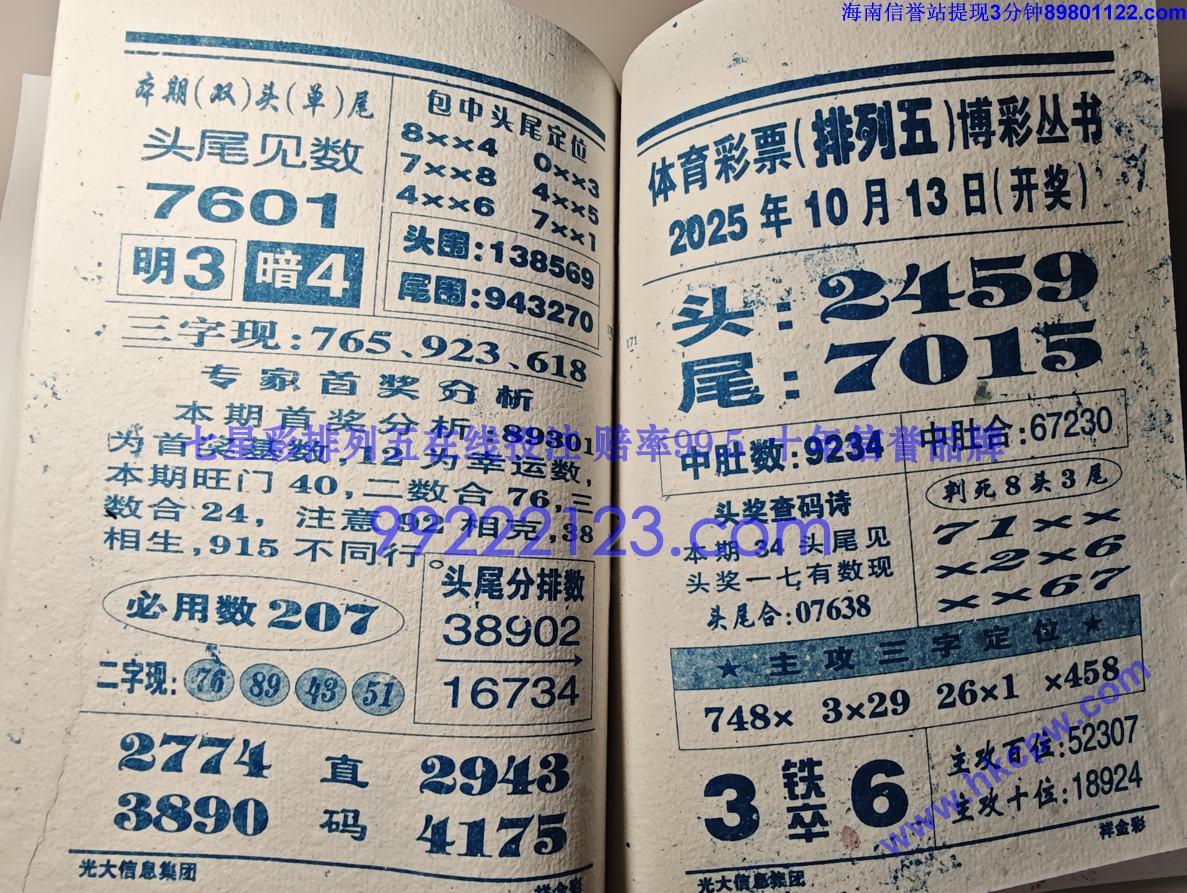 海南信誉站提现3分钟89801122.com
本期(双)头(单)尾
头尾见数
7601
明3 暗4
包中头尾定位
8××4 0××3
7××8 4××5
4××6 7××1
头围:138569
尾围:943270
三字现:765、923、618
专家首奖分析
本期首奖分析:89301
为首奖墓数,12为幸运数,
本期旺门40,二数合76,三
数合24,注意92相克,38
相生,915不同行。
必用数207
二字现: 76 89 43 51
头尾分排数
38902
16734
2774 直 2943
3890 码 4175
光大信息集团
祥金彩
171
体育彩票(排列五)博彩丛书
2025年10月13日(开奖)
头:2459
尾:7015
中肚数:9234
中肚合:67230
头奖查码诗
本期34头尾见
头奖一七有数现
头尾合:07638
判死8头3尾
71××
×2×6
××67
★主攻三字定位★
748× 3×29 26×1 ×458
3铁卒6
主攻百位:52307
主攻十位:18924
光大信息集团
祥金彩
七星彩排列五在线投注 赔率99.5 十年信誉品牌
99222123.com
www.hkcpw.com